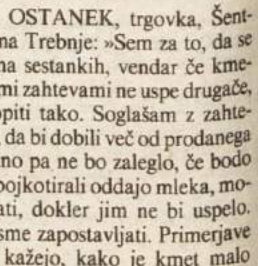 OSTANEK, trgovka, Šent-
na Trebnje: »Sem za to, da se
na sestankih, vendar če kme-
mi zahtevami ne uspe drugače,
opiti tako. Soglašam z zahte-
, da bi dobili več od prodanega
no pa ne bo zaleglo, če bodo
bojkotirali oddajo mleka, mo-
ati, dokler jim ne bi uspelo.
sme zapostavljati. Primerjave
kažejo, kako je kmet malo